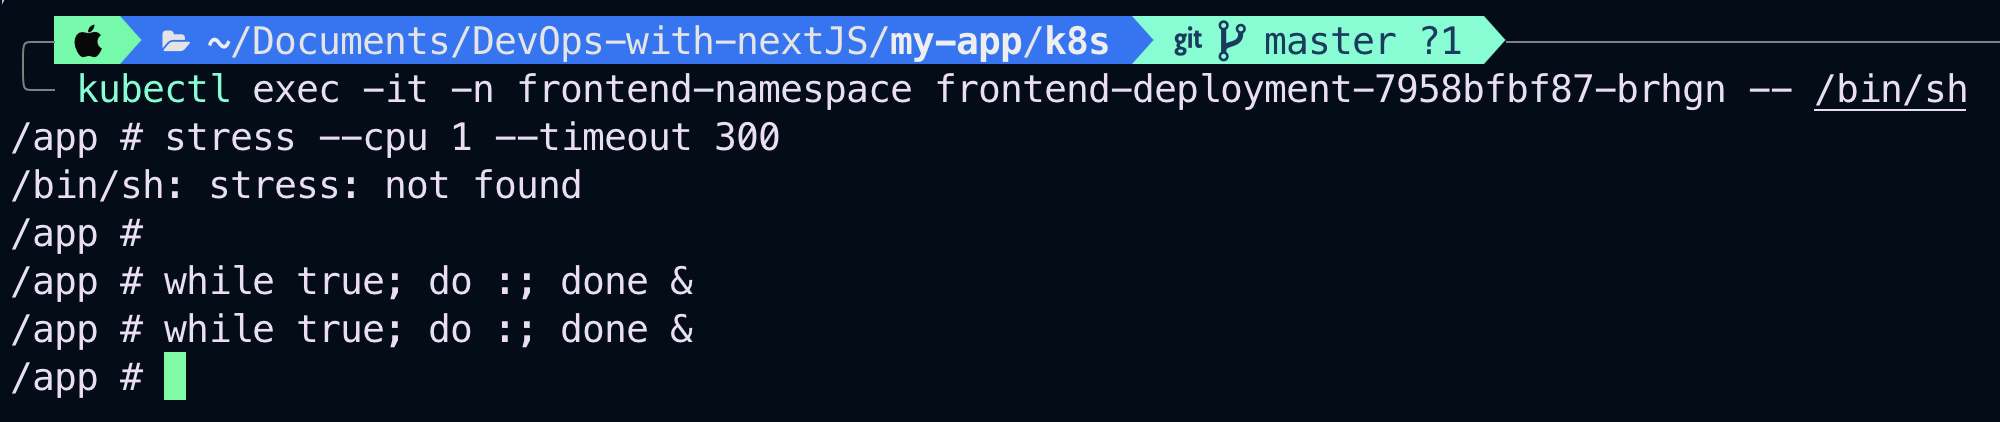 ~/Documents/DevOps-with-nextJS/my-app/k8s git master ?1
kubectl exec -it -n frontend-namespace frontend-deployment-7958bfbf87-brhgn -- /bin/sh
/app # stress --cpu 1 --timeout 300
/bin/sh: stress: not found
/app #
/app # while true; do :; done &
/app # while true; do :; done &
/app #